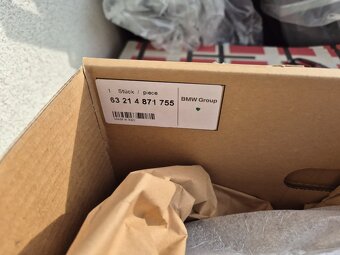 1 Stück / piece
63 21 4 871 755
BMW Group